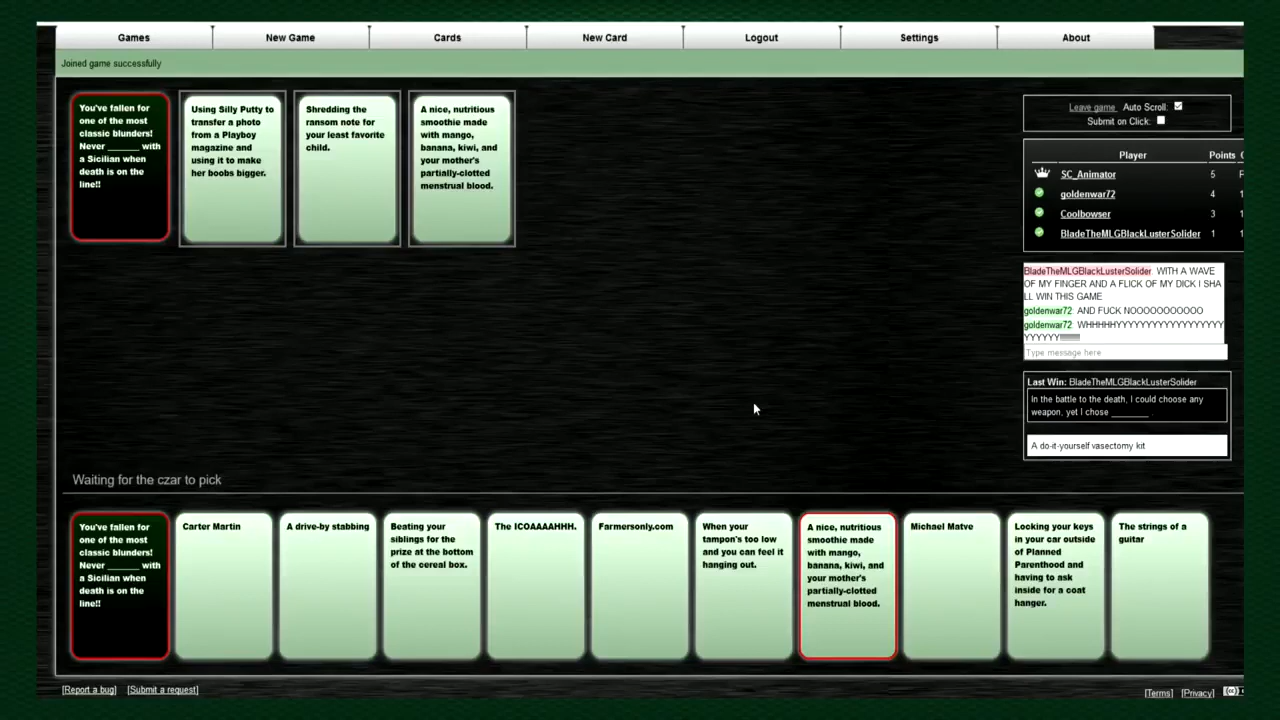 Games New Game Cards New Card Logout Settings About
Joined game successfully
You've fallen for
one of the most
classic blunders!
Never ______ with
a Sicilian when
death is on the
line!!
Using Silly Putty to
transfer a photo
from a Playboy
magazine and
using it to make
her boobs bigger.
Shredding the
ransom note for
your least favorite
child.
A nice, nutritious
smoothie made
with mango,
banana, kiwi, and
your mother's
partially-clotted
menstrual blood.
Leave game Auto Scroll:
Submit on Click:
Player Points
SC_Animator 5
goldenwar72 4
Coolbowser 3
BladeTheMLGBlackLusterSolider 1
BladeTheMLGBlackLusterSolider WITH A WAVE
OF MY FINGER AND A FLICK OF MY DICK I SHA
LL WIN THIS GAME
goldenwar72 AND FUCK NOOOOOOOOOOO
Type message here
Last Win: BladeTheMLGBlackLusterSolider
In the battle to the death, I could choose any
weapon, yet I chose ________ .
A do-it-yourself vasectomy kit
Waiting for the czar to pick
You've fallen for
one of the most
classic blunders!
Never ______ with
a Sicilian when
death is on the
line!!
Carter Martin
A drive-by stabbing
Beating your
siblings for the
prize at the bottom
of the cereal box.
The ICOAAAAHHH.
Farmersonly.com
When your
tampon's too low
and you can feel it
hanging out.
A nice, nutritious
smoothie made
with mango,
banana, kiwi, and
your mother's
partially-clotted
menstrual blood.
Michael Matve
Locking your keys
in your car outside
of Planned
Parenthood and
having to ask
inside for a coat
hanger.
The strings of a
guitar
[Report a bug] [Submit a request]
[Terms] [Privacy] (cc)